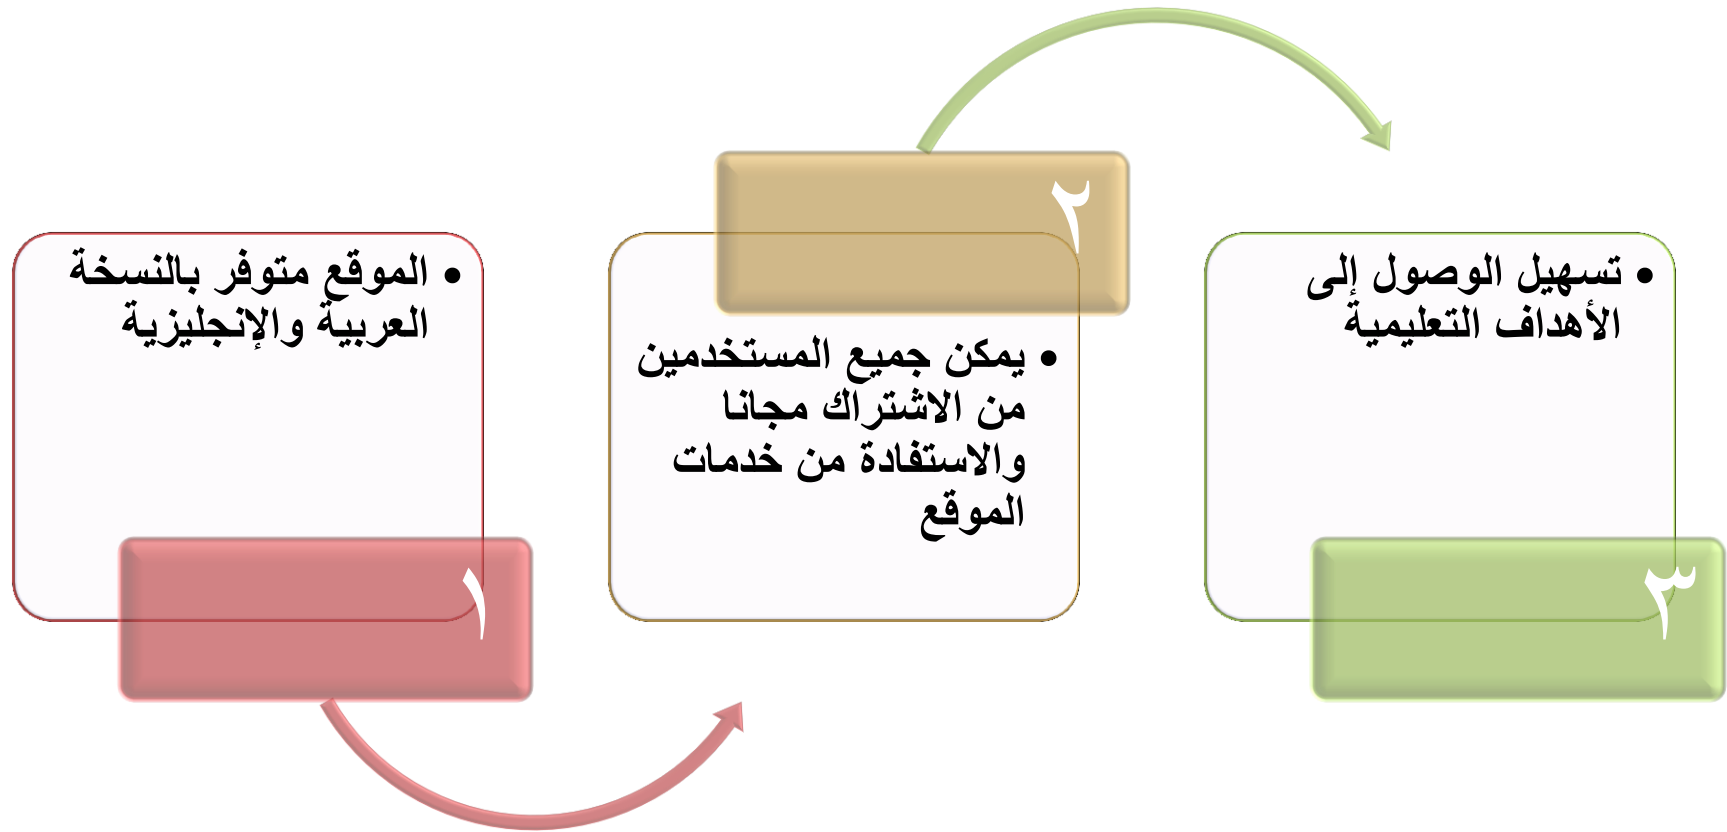 • الموقع متوفر بالنسخة
العربية والإنجليزية
١
٢
• يمكن جميع المستخدمين
من الاشتراك مجانا
والاستفادة من خدمات
الموقع
• تسهيل الوصول إلى
الأهداف التعليمية
٣